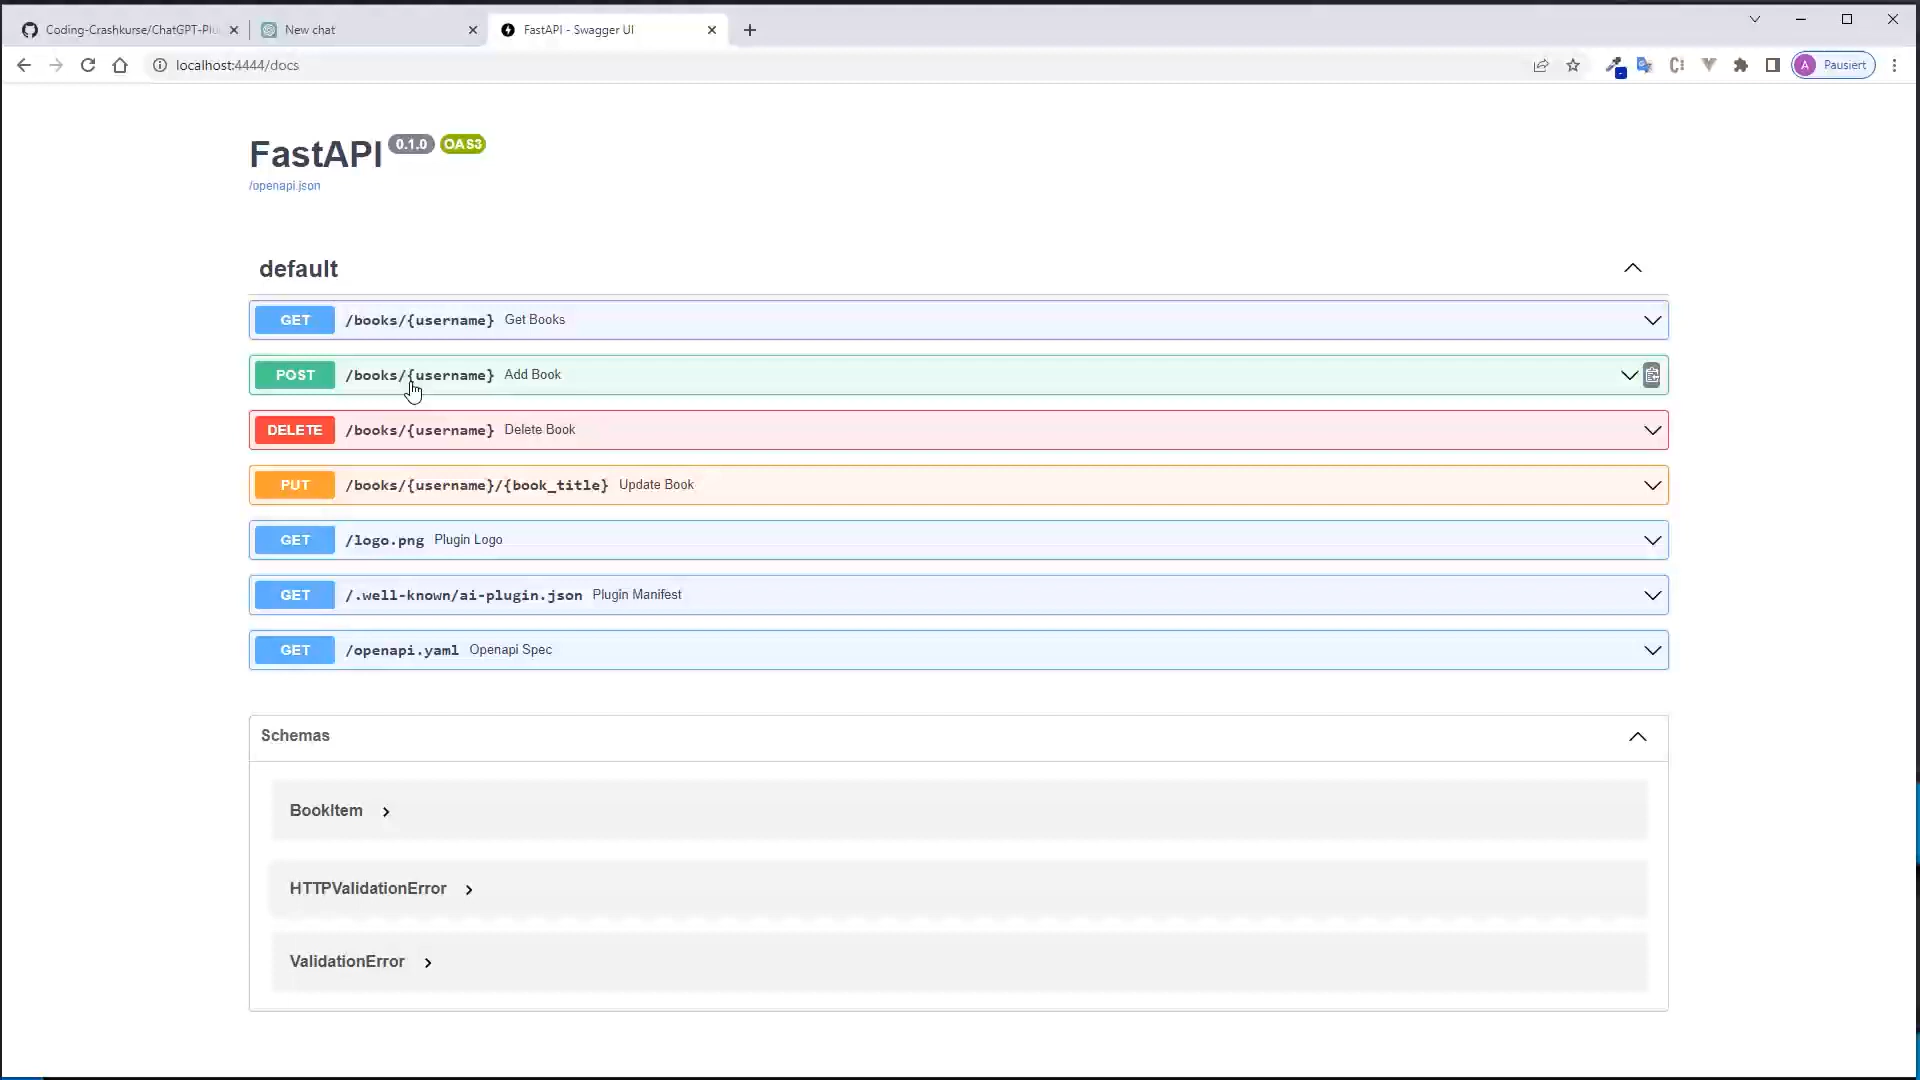 Coding-Crashkurse/ChatGPT-Plu
New chat
FastAPI - Swagger UI
localhost:4444/docs
A Pausiert
FastAPI 0.1.0 OAS3
/openapi.json
default
GET /books/{username} Get Books
POST /books/{username} Add Book
DELETE /books/{username} Delete Book
PUT /books/{username}/{book_title} Update Book
GET /logo.png Plugin Logo
GET /.well-known/ai-plugin.json Plugin Manifest
GET /openapi.yaml Openapi Spec
Schemas
BookItem
HTTPValidationError
ValidationError